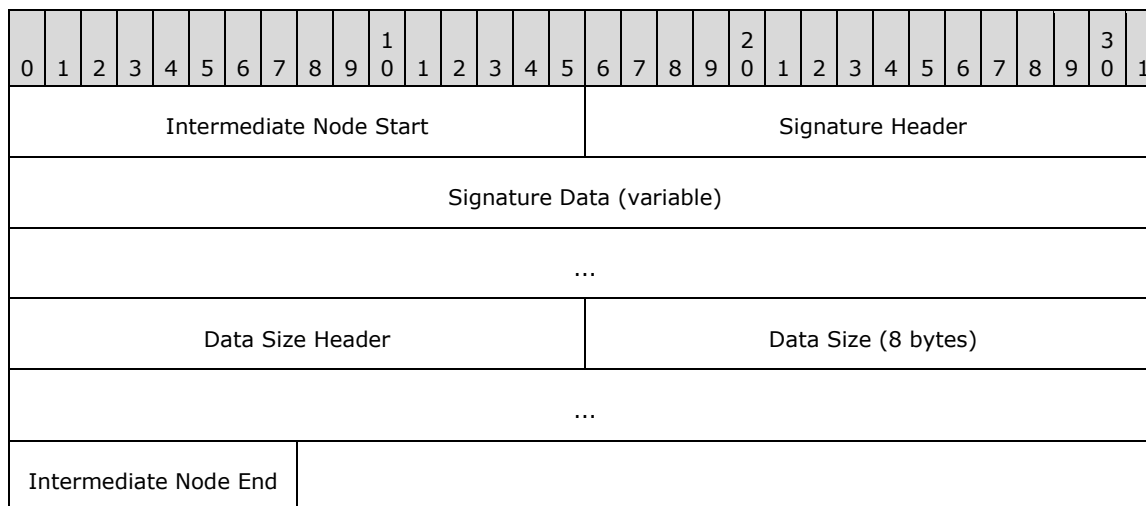 1 2 3
0 1 2 3 4 5 6 7 8 9 0 1 2 3 4 5 6 7 8 9 0 1 2 3 4 5 6 7 8 9 0 1
Intermediate Node Start Signature Header
Signature Data (variable)
...
Data Size Header Data Size (8 bytes)
...
Intermediate Node End